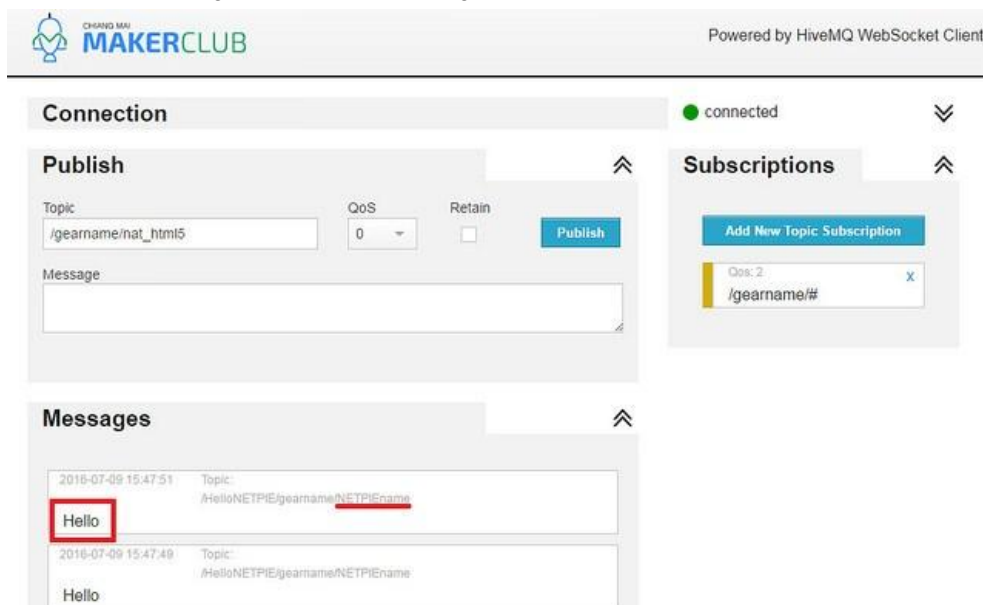 CHIANG MAI
MAKERCLUB
Powered by HiveMQ WebSocket Client
Connection
connected
Publish
Subscriptions
Topic
QoS
Retain
/gearname/nat_html5
0
Publish
Add New Topic Subscription
Message
Qos: 2
x
/gearname/#
Messages
2016-07-09 15:47:51
Topic:
/HelloNETPIE/gearname/NETPIEname
Hello
2016-07-09 15:47:49
Topic:
/HelloNETPIE/gearname/NETPIEname
Hello